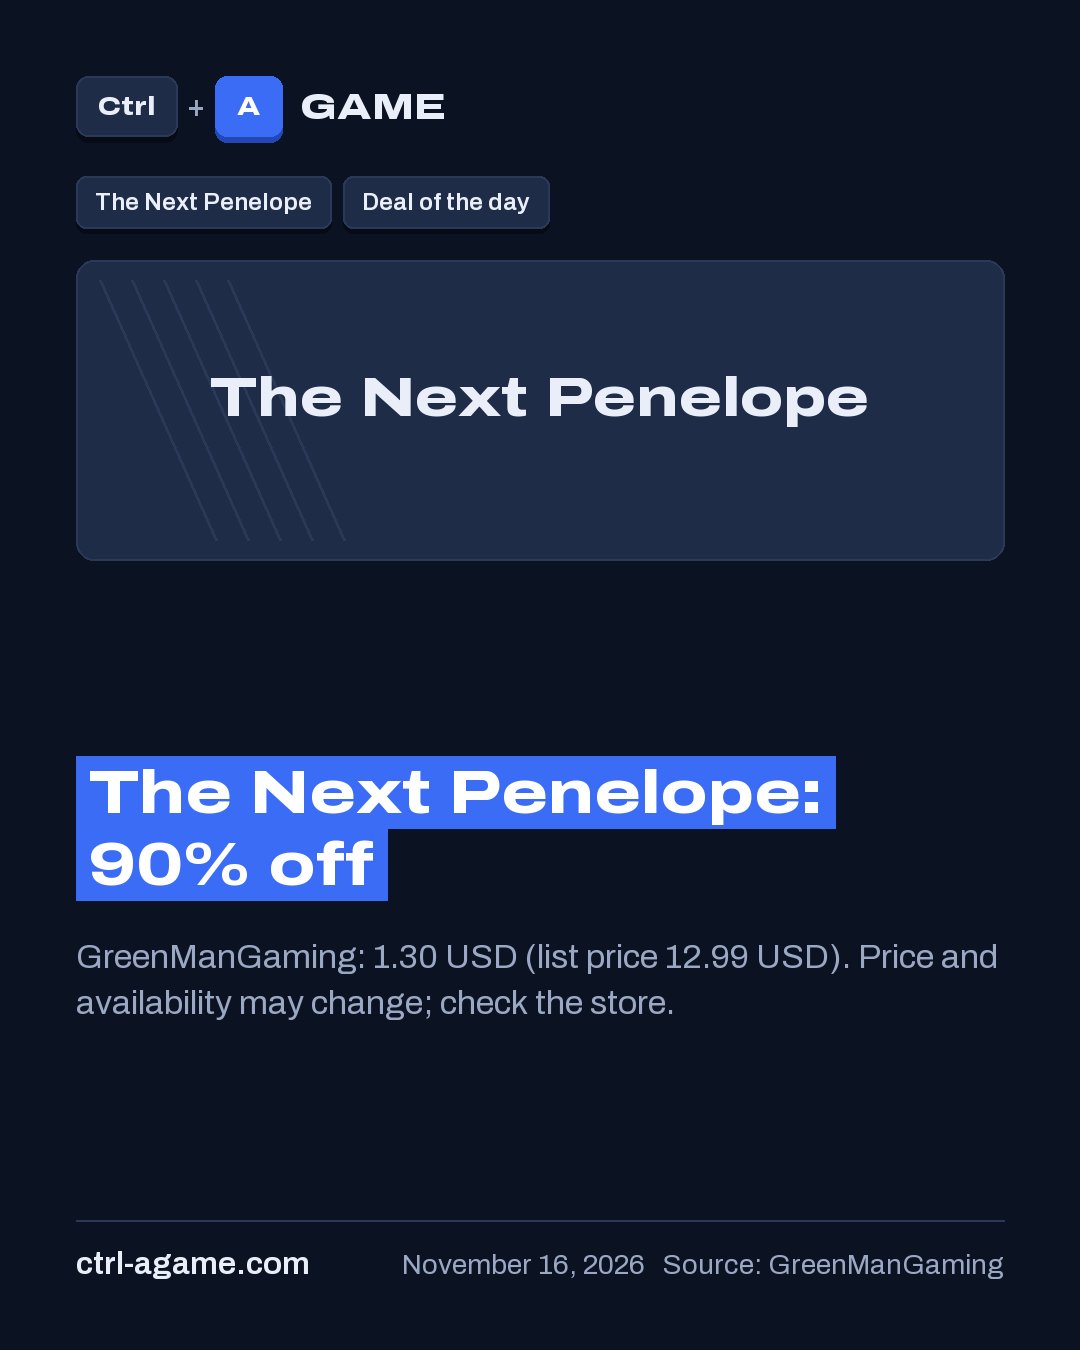 Ctrl + A GAME
The Next Penelope Deal of the day
The Next Penelope
The Next Penelope:
90% off
GreenManGaming: 1.30 USD (list price 12.99 USD). Price and
availability may change; check the store.
ctrl-agame.com November 16, 2026 Source: GreenManGaming